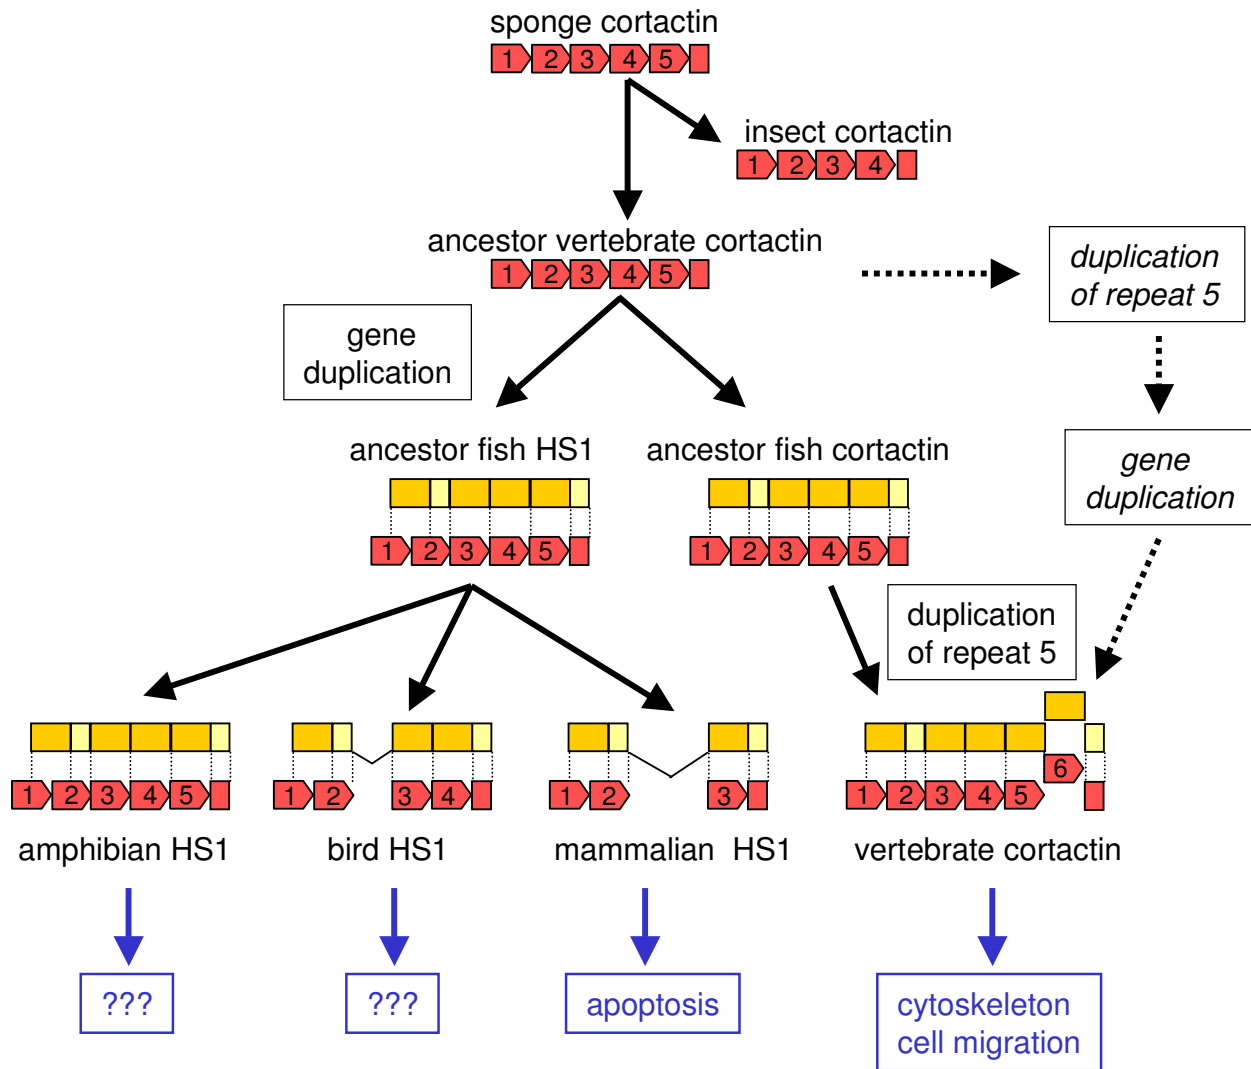 sponge cortactin
1 2 3 4 5
insect cortactin
1 2 3 4
ancestor vertebrate cortactin
1 2 3 4 5
duplication
of repeat 5
gene
duplication
ancestor fish HS1
1 2 3 4 5
ancestor fish cortactin
1 2 3 4 5
gene
duplication
duplication
of repeat 5
1 2 3 4 5
amphibian HS1
1 2 3 4
bird HS1
1 2 3
mammalian HS1
1 2 3 4 5 6
vertebrate cortactin
???
???
apoptosis
cytoskeleton
cell migration